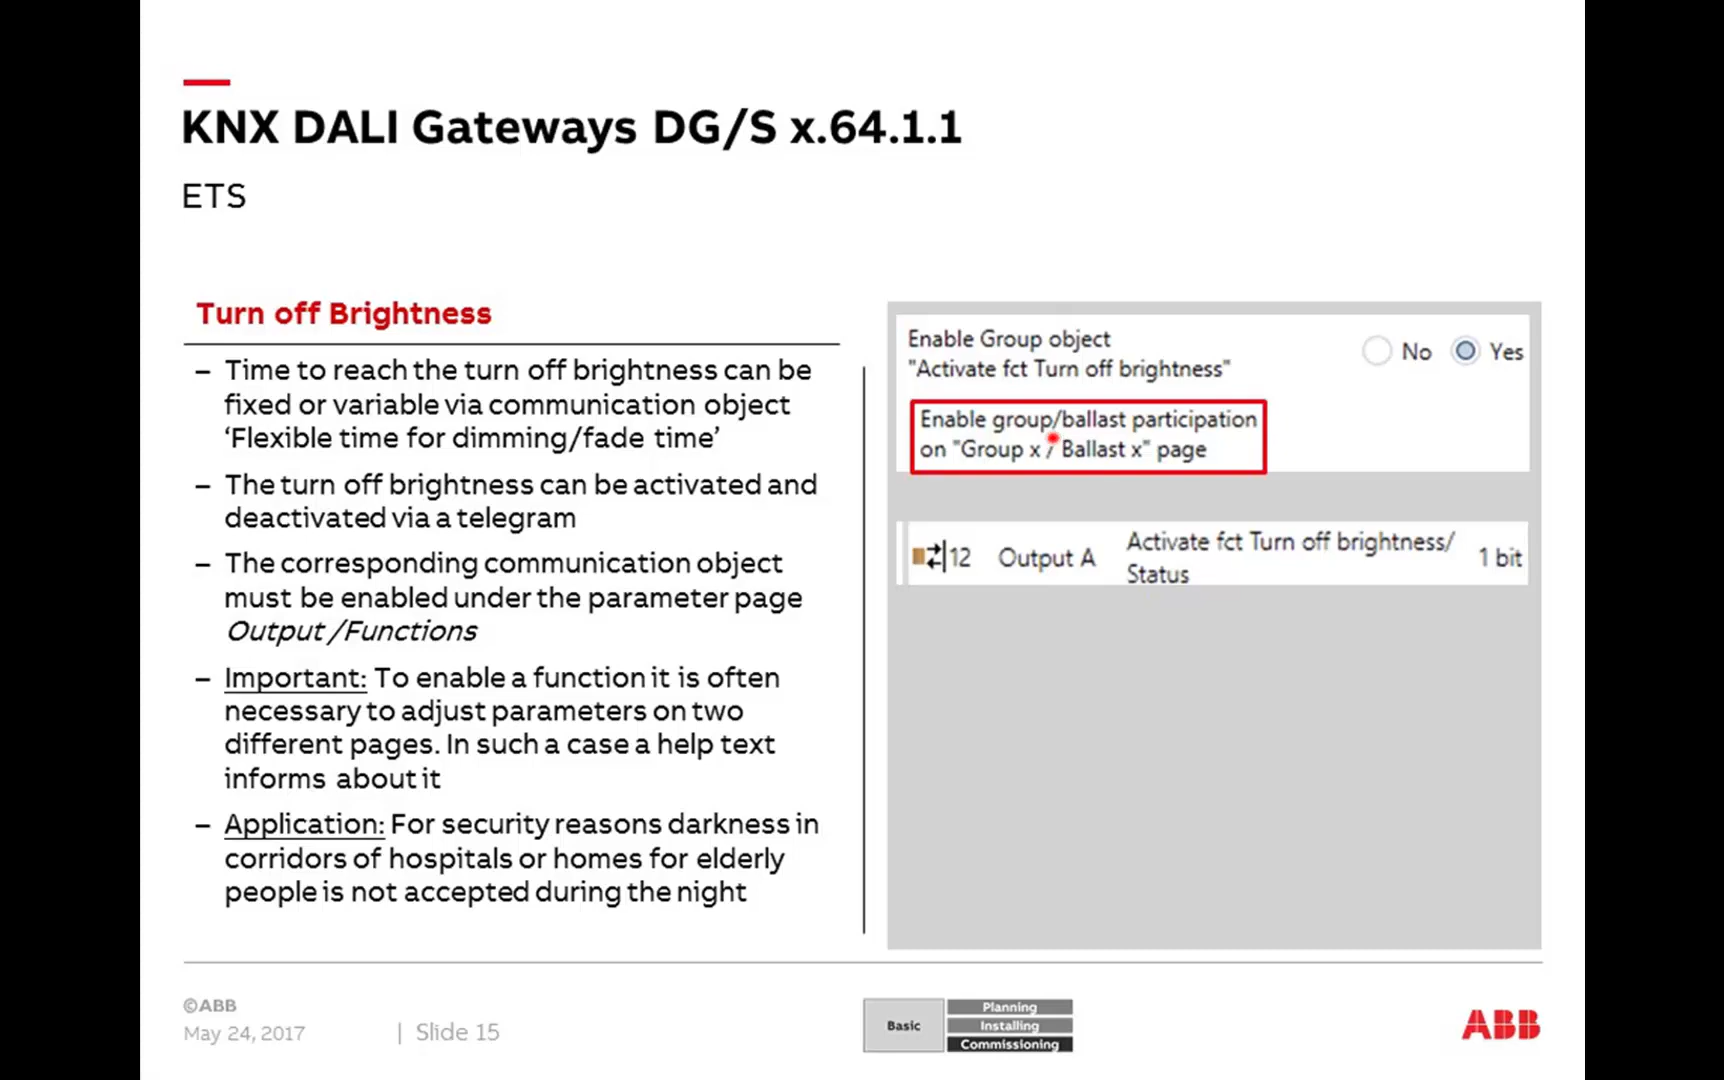 KNX DALI Gateways DG/S x.64.1.1
ETS
Turn off Brightness
– Time to reach the turn off brightness can be
fixed or variable via communication object
‘Flexible time for dimming/fade time’
– The turn off brightness can be activated and
deactivated via a telegram
– The corresponding communication object
must be enabled under the parameter page
Output /Functions
– Important: To enable a function it is often
necessary to adjust parameters on two
different pages. In such a case a help text
informs about it
– Application: For security reasons darkness in
corridors of hospitals or homes for elderly
people is not accepted during the night
Enable Group object
"Activate fct Turn off brightness"
No Yes
Enable group/ballast participation
on "Group x / Ballast x" page
12 Output A Activate fct Turn off brightness/
Status
1 bit
©ABB
May 24, 2017 | Slide 15
Basic
Planning
Installing
Commissioning
ABB